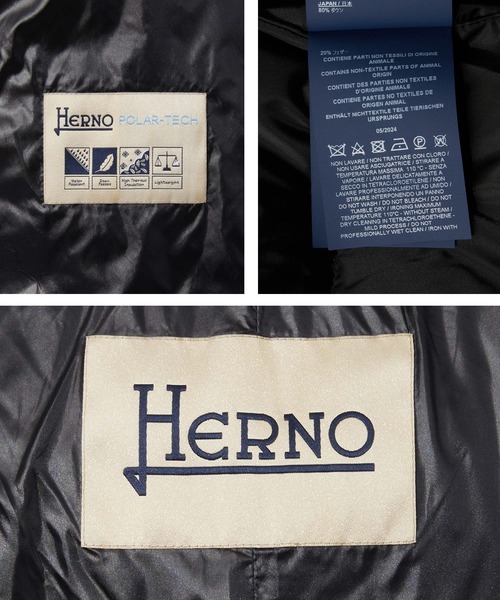 HERNO POLAR-TECH
Water Repellent
Down Feather
High Thermal Insulation
Lightweight
JAPAN / 日本
80% ダウン
20% フェザー
CONTIENE PARTI NON TESSILI DI ORIGINE
ANIMALE
CONTAINS NON-TEXTILE PARTS OF ANIMAL
ORIGIN
CONTIENT DES PARTIES NON TEXTILES
D'ORIGINE ANIMALE
CONTIENE PARTES NO TEXTILES DE
ORIGEN ANIMAL
ENTHÄLT NICHTTEXTILE TEILE TIERISCHEN
URSPRUNGS
05/2024
NON LAVARE / NON TRATTARE CON CLORO /
NON USARE ASCIUGATRICE / STIRARE A
TEMPERATURA MASSIMA 110 °C - SENZA
VAPORE / LAVARE DELICATAMENTE A
SECCO IN TETRACLOROETILENE / DO
LAVARE PROFESSIONALMENTE AD UMIDO /
STIRARE INTERPONENDO UN PANNO
DO NOT WASH / DO NOT BLEACH / DO NOT
TUMBLE DRY / IRONING MAXIMUM
TEMPERATURE 110°C - WITHOUT STEAM /
DRY CLEANING IN TETRACHLOROETHENE -
MILD PROCESS / DO NOT
PROFESSIONALLY WET CLEAN / IRON WITH
HERNO